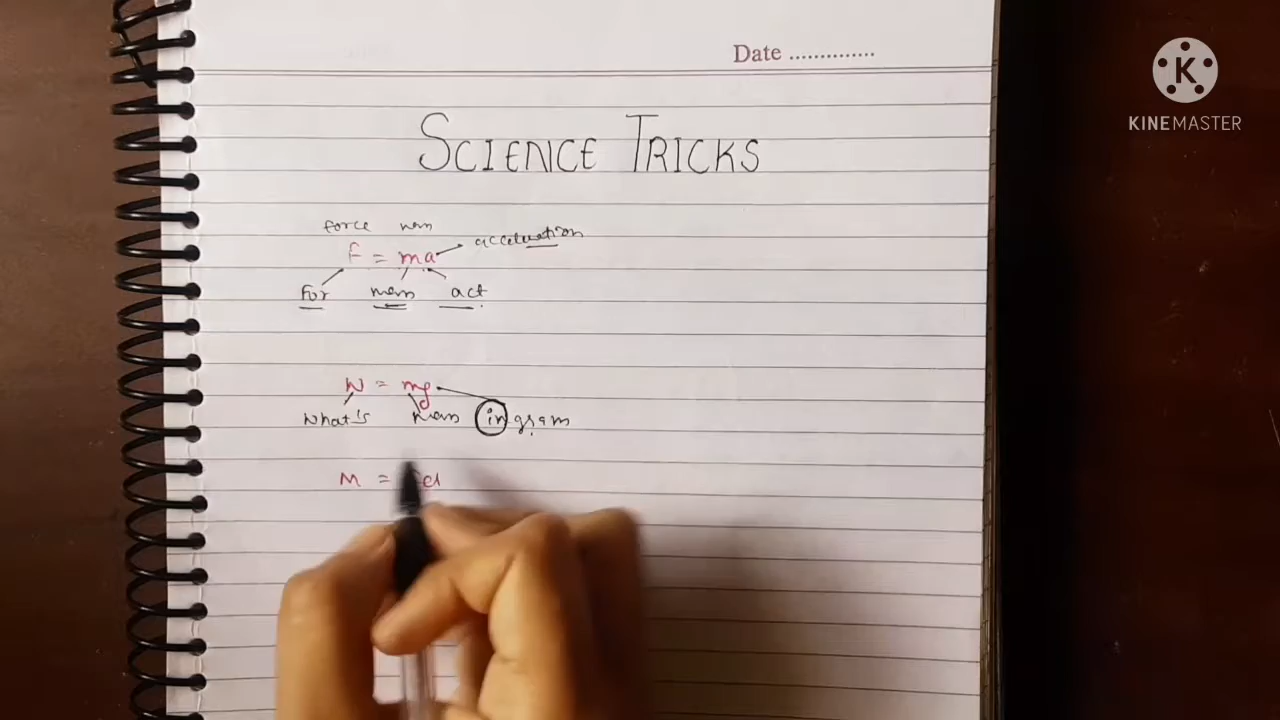 Date ..............
K
KINEMASTER
SCIENCE TRICKS
force mass
f = ma acceleration
for mass act.
W = mg
What's mass in gram
M = d